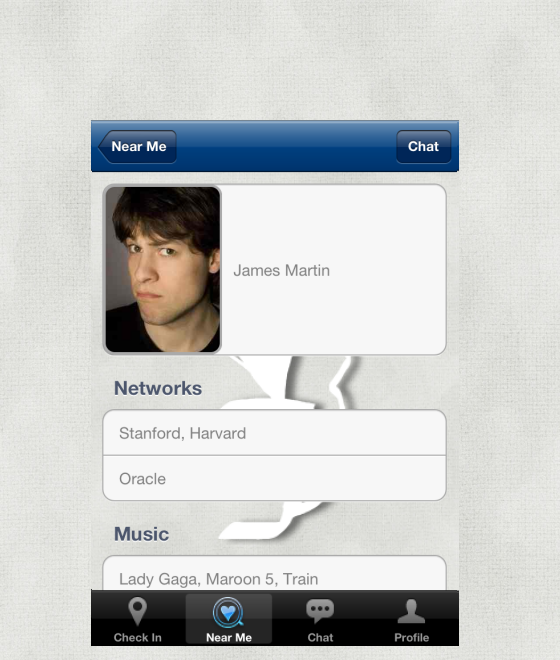 Near Me
Chat
James Martin
Networks
Stanford, Harvard
Oracle
Music
Lady Gaga, Maroon 5, Train
Check In
Near Me
Chat
Profile